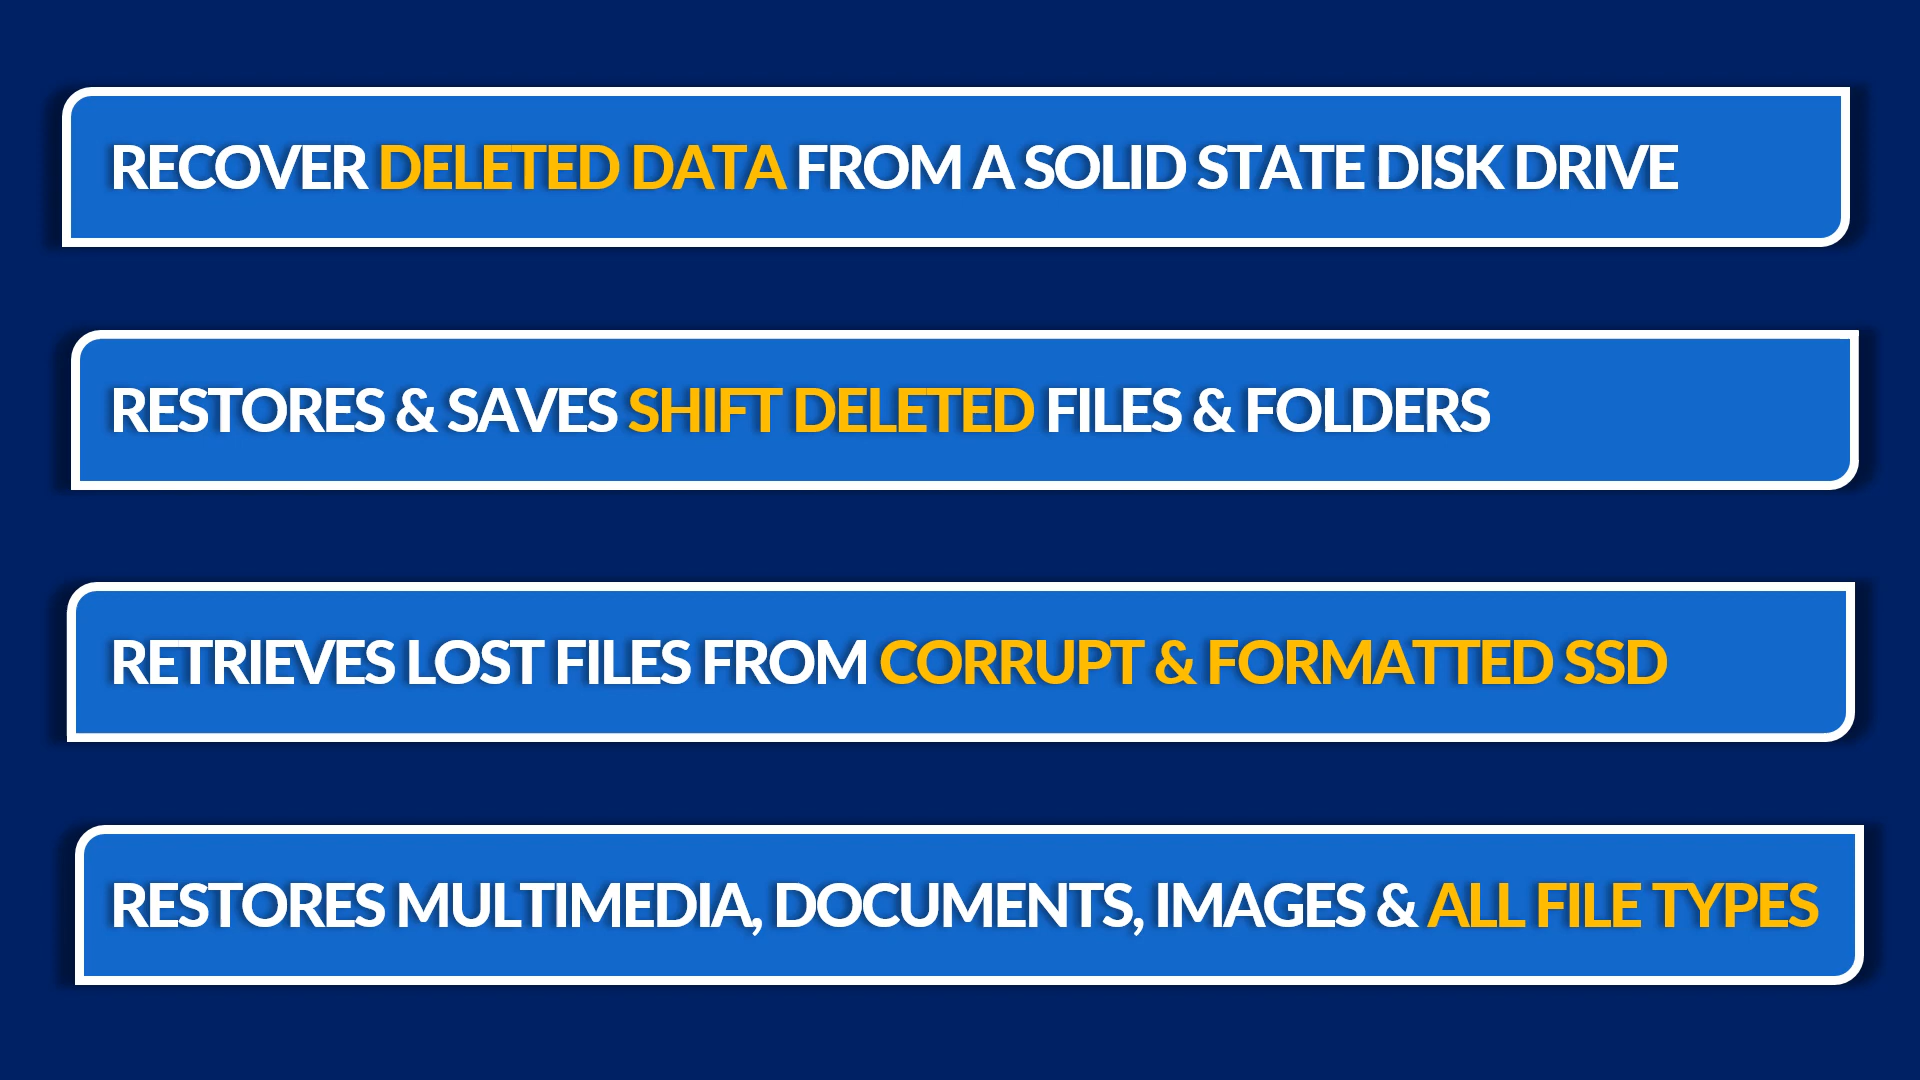 RECOVER DELETED DATA FROM A SOLID STATE DISK DRIVE
RESTORES & SAVES SHIFT DELETED FILES & FOLDERS
RETRIEVES LOST FILES FROM CORRUPT & FORMATTED SSD
RESTORES MULTIMEDIA, DOCUMENTS, IMAGES & ALL FILE TYPES